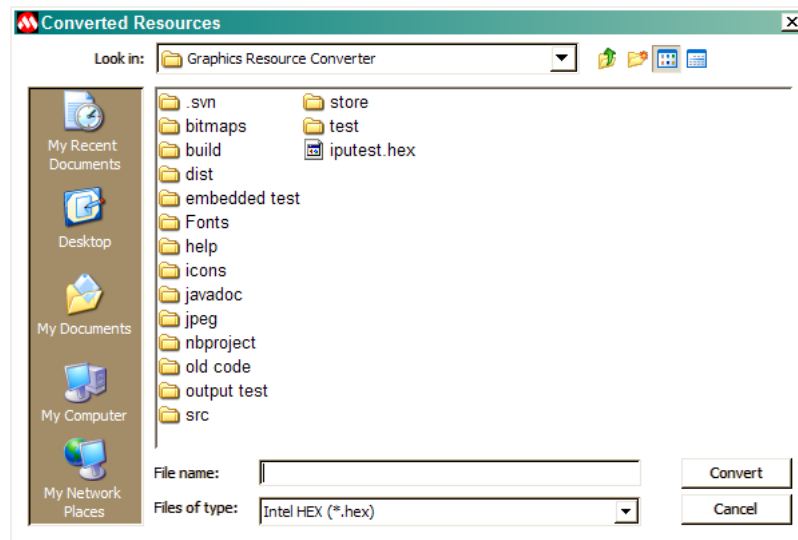 Converted Resources
Look in: Graphics Resource Converter
My Recent
Documents
Desktop
My Documents
My Computer
My Network
Places
.svn
bitmaps
build
dist
embedded test
Fonts
help
icons
javadoc
jpeg
nbproject
old code
output test
src
store
test
iputest.hex
File name:
Convert
Files of type: Intel HEX (*.hex)
Cancel